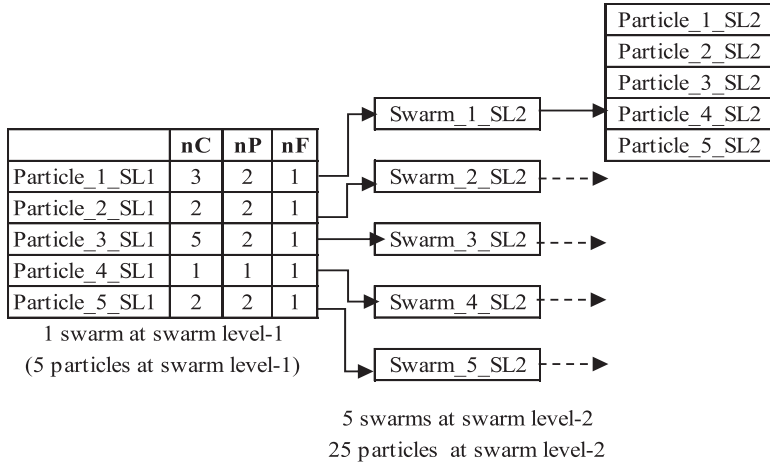 Particle_1_SL2
Particle_2_SL2
Particle_3_SL2
Particle_4_SL2
Particle_5_SL2
nC nP nF
Particle_1_SL1 3 2 1
Particle_2_SL1 2 2 1
Particle_3_SL1 5 2 1
Particle_4_SL1 1 1 1
Particle_5_SL1 2 2 1
1 swarm at swarm level-1
(5 particles at swarm level-1)
Swarm_1_SL2
Swarm_2_SL2
Swarm_3_SL2
Swarm_4_SL2
Swarm_5_SL2
5 swarms at swarm level-2
25 particles at swarm level-2